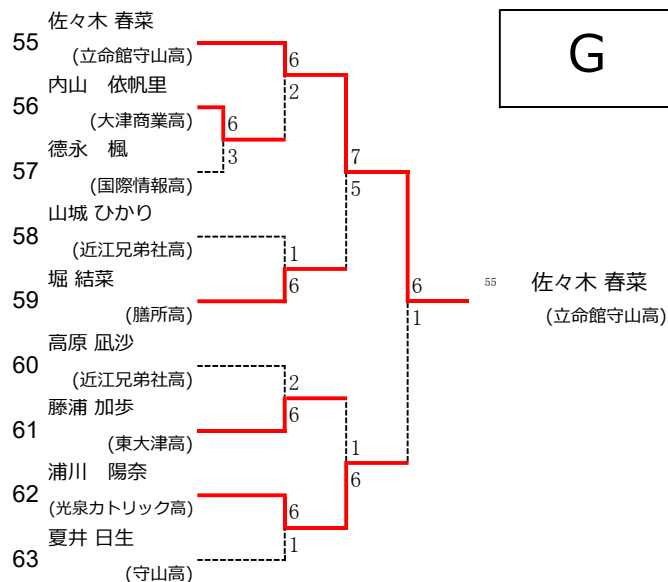 G
佐々木 春菜
55
(立命館守山高)
6
2
内山　依帆里
56
(大津商業高)
6
3
德永　楓
57
(国際情報高)
7
5
山城 ひかり
58
(近江兄弟社高)
1
6
堀 結菜
59
(膳所高)
6
1
55 佐々木 春菜
(立命館守山高)
高原 凪沙
60
(近江兄弟社高)
2
6
藤浦 加歩
61
(東大津高)
1
6
浦川　陽奈
62
(光泉カトリック高)
6
1
夏井 日生
63
(守山高)